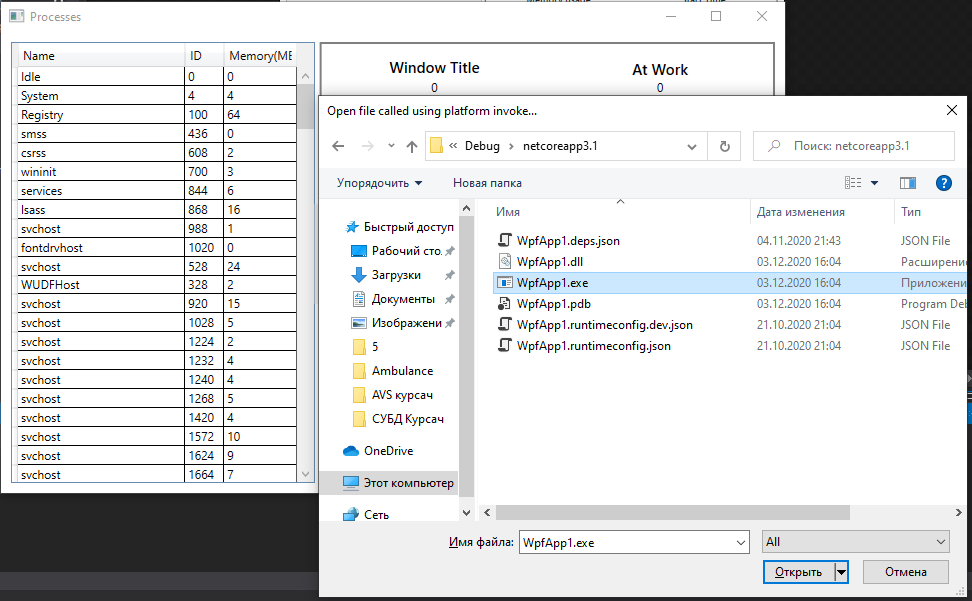 Processes
Name ID Memory(ME
Idle 0 0
System 4 4
Registry 100 64
smss 436 0
csrss 608 2
wininit 700 3
services 844 6
lsass 868 16
svchost 988 1
fontdrvhost 1020 0
svchost 528 24
WUDFHost 328 2
svchost 920 15
svchost 1028 5
svchost 1224 2
svchost 1232 4
svchost 1240 4
svchost 1268 5
svchost 1420 4
svchost 1572 10
svchost 1624 9
svchost 1664 7
Window Title At Work
0 0
Open file called using platform invoke...
« Debug › netcoreapp3.1
Поиск: netcoreapp3.1
Упорядочить Новая папка
Быстрый доступ
Рабочий сто.
Загрузки
Документы
Изображени
5
Ambulance
AVS курсач
СУБД Курсач
OneDrive
Этот компьютер
Сеть
Имя Дата изменения Тип
WpfApp1.deps.json 04.11.2020 21:43 JSON File
WpfApp1.dll 03.12.2020 16:04 Расширение
WpfApp1.exe 03.12.2020 16:04 Приложени
WpfApp1.pdb 03.12.2020 16:04 Program Deb
WpfApp1.runtimeconfig.dev.json 21.10.2020 21:04 JSON File
WpfApp1.runtimeconfig.json 21.10.2020 21:04 JSON File
Имя файла: WpfApp1.exe All
Открыть Отмена